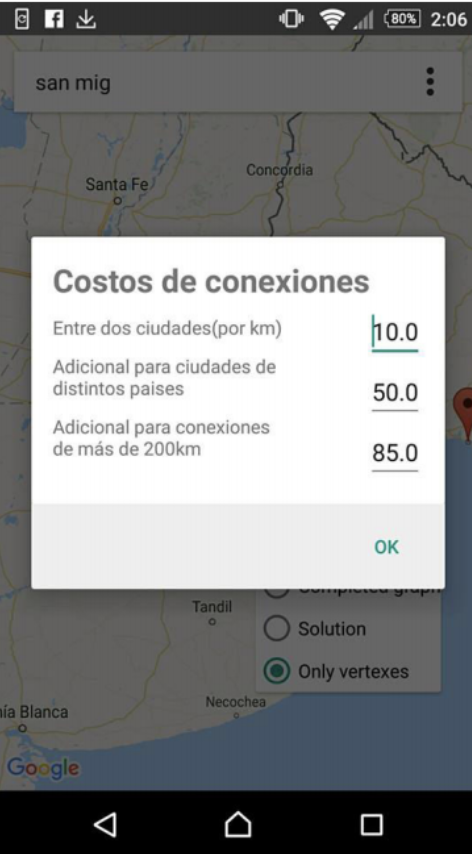 80% 2:06
san mig
Santa Fe
Concordia
Costos de conexiones
Entre dos ciudades(por km) 10.0
Adicional para ciudades de
distintos paises 50.0
Adicional para conexiones
de más de 200km 85.0
OK
Completed graph
Tandil
Solution
Only vertexes
Necochea
ía Blanca
Google